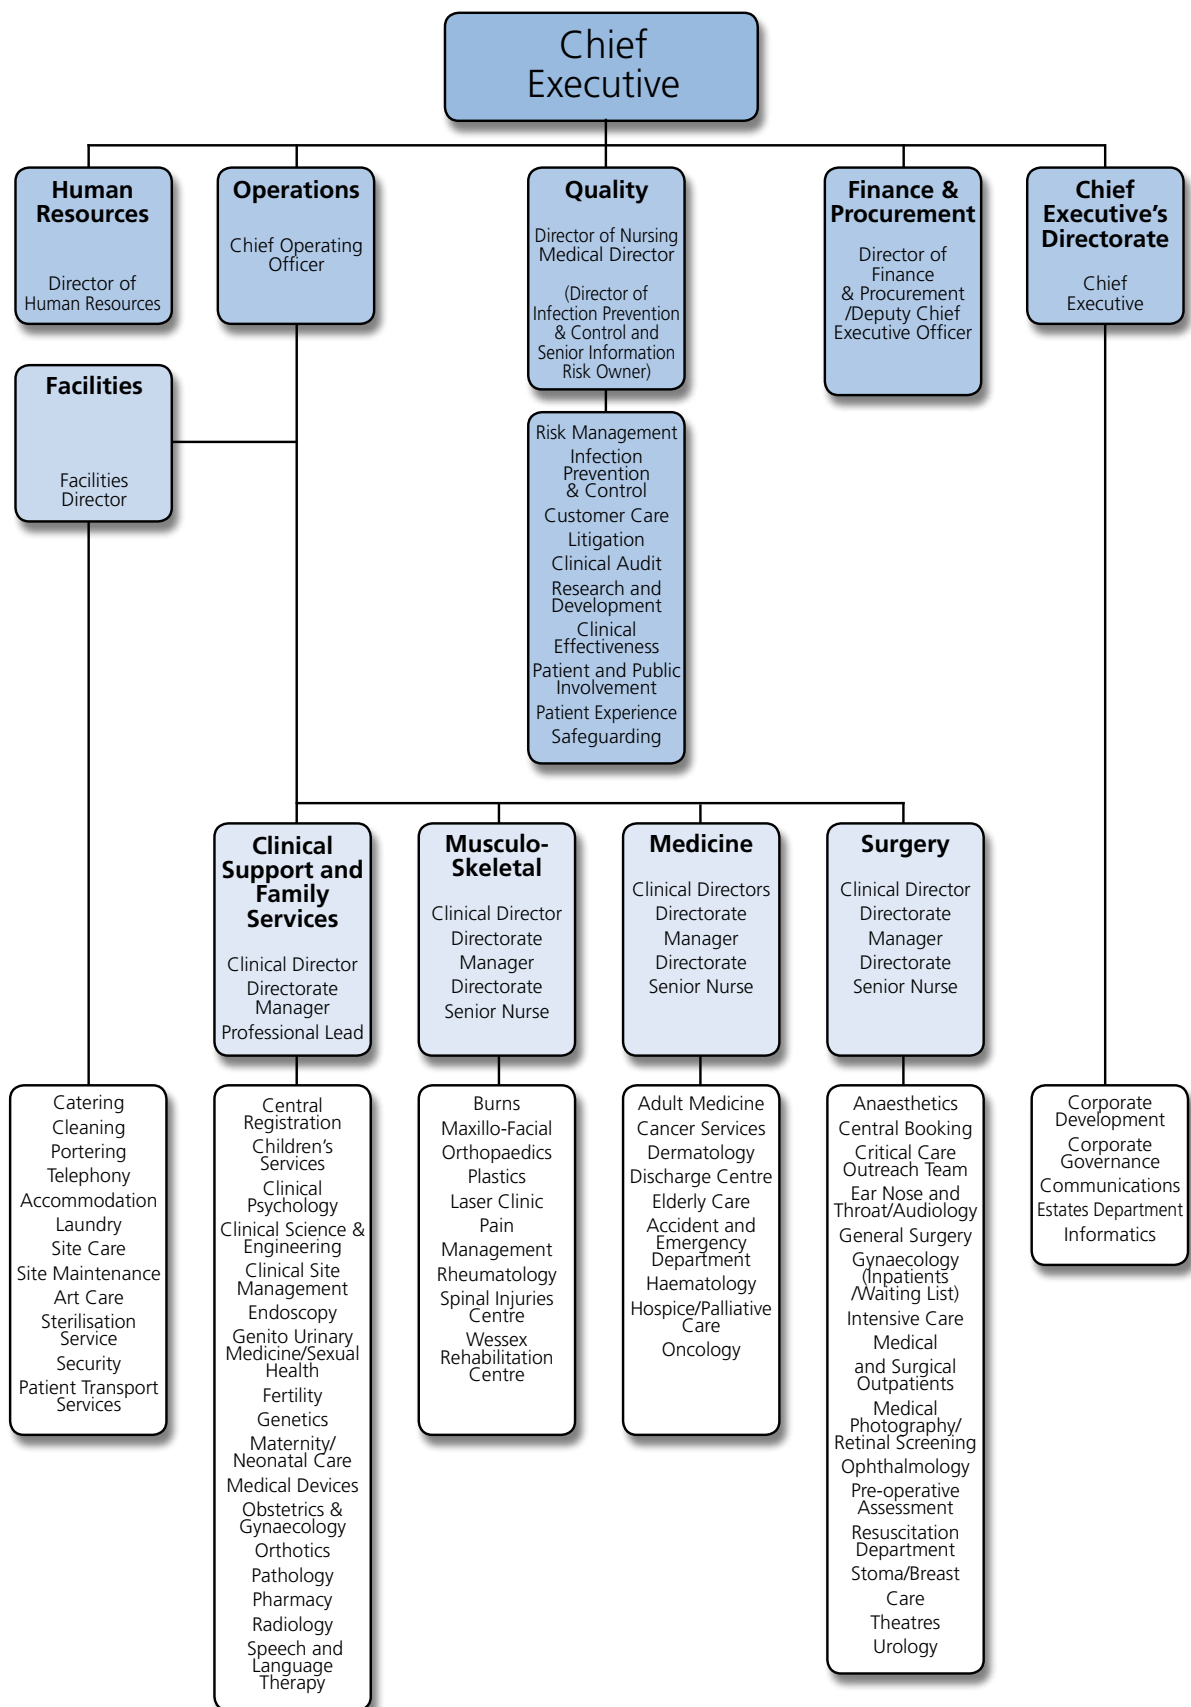 Chief
Executive
Human
Resources
Director of
Human Resources
Operations
Chief Operating
Officer
Quality
Director of Nursing
Medical Director
(Director of
Infection Prevention
& Control and
Senior Information
Risk Owner)
Finance &
Procurement
Director of
Finance
& Procurement
/Deputy Chief
Executive Officer
Chief
Executive’s
Directorate
Chief
Executive
Facilities
Facilities
Director
Risk Management
Infection
Prevention
& Control
Customer Care
Litigation
Clinical Audit
Research and
Development
Clinical
Effectiveness
Patient and Public
Involvement
Patient Experience
Safeguarding
Clinical
Support and
Family
Services
Clinical Director
Directorate
Manager
Professional Lead
Musculo-
Skeletal
Clinical Director
Directorate
Manager
Directorate
Senior Nurse
Medicine
Clinical Directors
Directorate
Manager
Directorate
Senior Nurse
Surgery
Clinical Director
Directorate
Manager
Directorate
Senior Nurse
Catering
Cleaning
Portering
Telephony
Accommodation
Laundry
Site Care
Site Maintenance
Art Care
Sterilisation
Service
Security
Patient Transport
Services
Central
Registration
Children’s
Services
Clinical
Psychology
Clinical Science &
Engineering
Clinical Site
Management
Endoscopy
Genito Urinary
Medicine/Sexual
Health
Fertility
Genetics
Maternity/
Neonatal Care
Medical Devices
Obstetrics &
Gynaecology
Orthotics
Pathology
Pharmacy
Radiology
Speech and
Language
Therapy
Burns
Maxillo-Facial
Orthopaedics
Plastics
Laser Clinic
Pain
Management
Rheumatology
Spinal Injuries
Centre
Wessex
Rehabilitation
Centre
Adult Medicine
Cancer Services
Dermatology
Discharge Centre
Elderly Care
Accident and
Emergency
Department
Haematology
Hospice/Palliative
Care
Oncology
Anaesthetics
Central Booking
Critical Care
Outreach Team
Ear Nose and
Throat/Audiology
General Surgery
Gynaecology
(Inpatients
/Waiting List)
Intensive Care
Medical
and Surgical
Outpatients
Medical
Photography/
Retinal Screening
Ophthalmology
Pre-operative
Assessment
Resuscitation
Department
Stoma/Breast
Care
Theatres
Urology
Corporate
Development
Corporate
Governance
Communications
Estates Department
Informatics